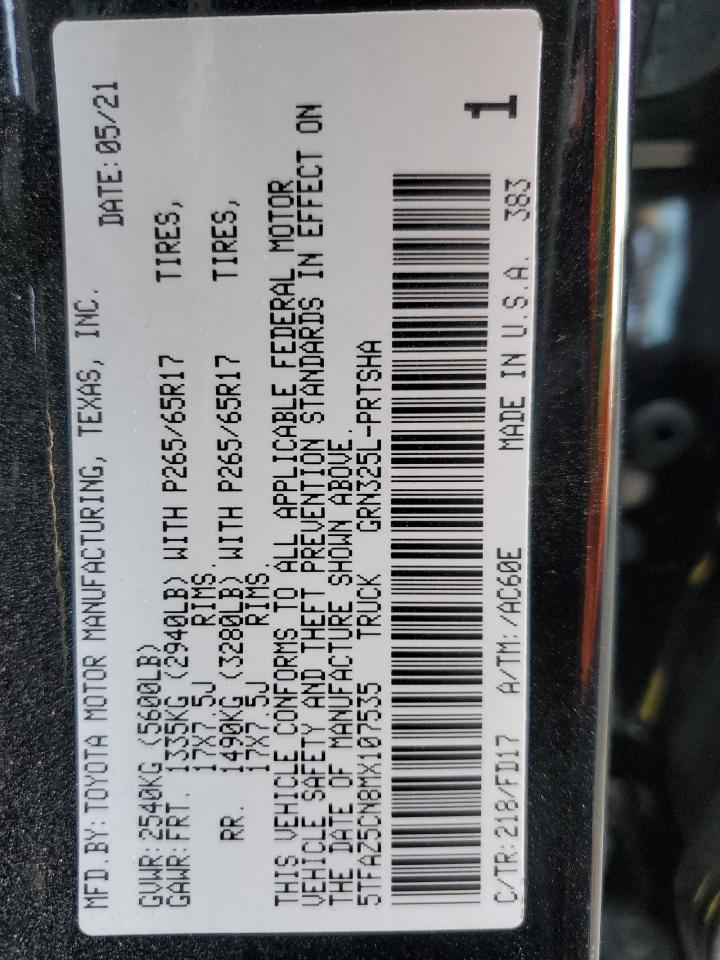 MFD.BY:TOYOTA MOTOR MANUFACTURING, TEXAS, INC.
DATE:05/21
GVWR:2540KG (5600LB)
GAWR:FRT. 1335KG (2940LB) WITH P265/65R17 TIRES,
17X7.5J RIMS.
RR. 1490KG (3280LB) WITH P265/65R17 TIRES,
17X7.5J RIMS.
THIS VEHICLE CONFORMS TO ALL APPLICABLE FEDERAL MOTOR
VEHICLE SAFETY AND THEFT PREVENTION STANDARDS IN EFFECT ON
THE DATE OF MANUFACTURE SHOWN ABOVE.
5TFAZ5CN8MX107535 TRUCK GRN325L-PRTSHA
1
C/TR:218/FD17 A/TM:/AC60E MADE IN U.S.A. 383